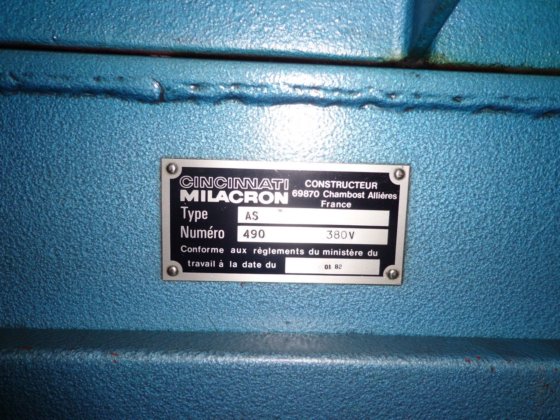 CINCINNATI
MILACRON
CONSTRUCTEUR
69870 Chambost Allières
France
Type AS
Numéro 490 380V
Conforme aux règlements du ministère du
travail à la date du 01 82